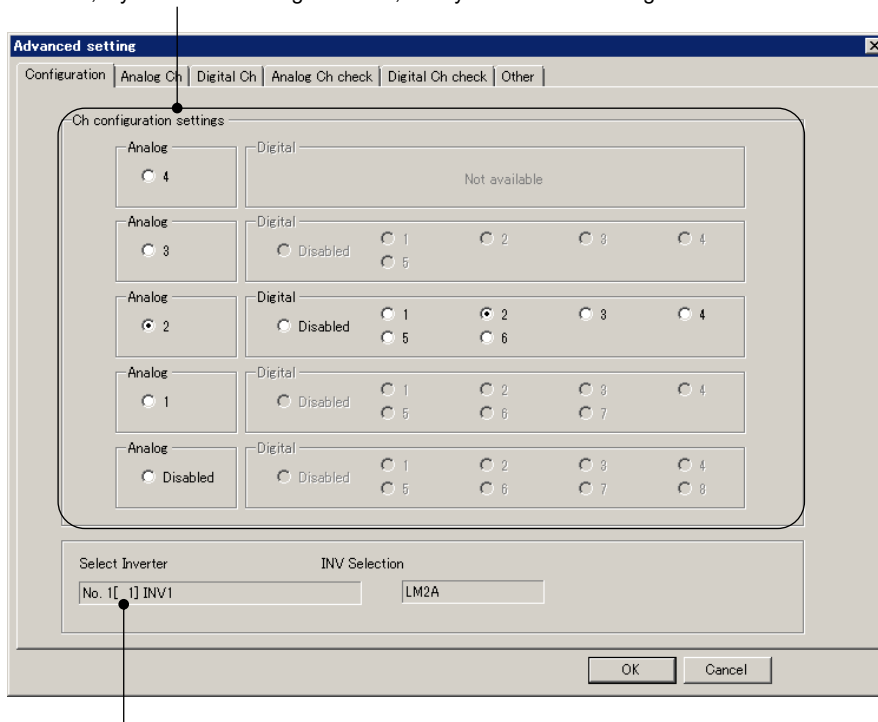 Advanced setting
Configuration Analog Ch Digital Ch Analog Ch check Digital Ch check Other
Ch configuration settings
Analog Digital
4 Not available
Analog Digital
3 Disabled 1 2 3 4
5
Analog Digital
2 Disabled 1 2 3 4
5 6
Analog Digital
1 Disabled 1 2 3 4
5 6 7
Analog Digital
Disabled Disabled 1 2 3 4
5 6 7 8
Select Inverter INV Selection
No. 1[ 1] INV1 LM2A
OK Cancel